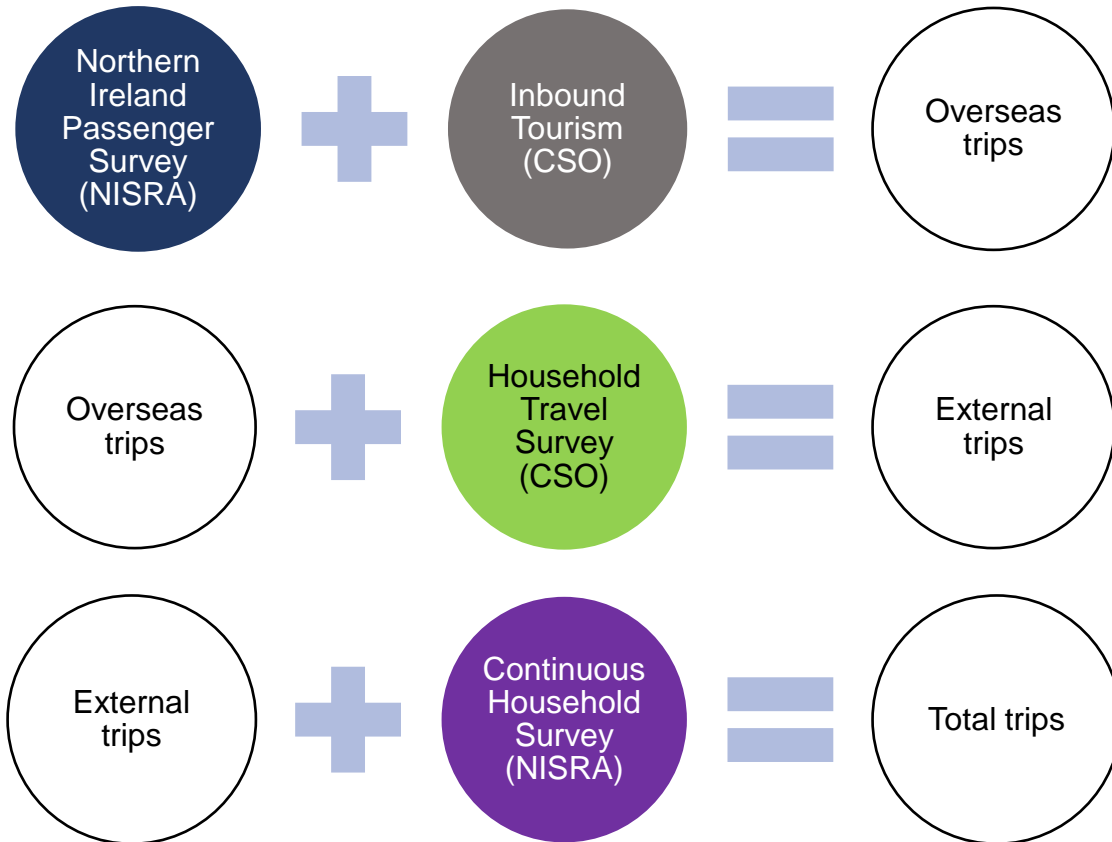 Northern
Ireland
Passenger
Survey
(NISRA)
Inbound
Tourism
(CSO)
Overseas
trips
Overseas
trips
Household
Travel
Survey
(CSO)
External
trips
External
trips
Continuous
Household
Survey
(NISRA)
Total trips